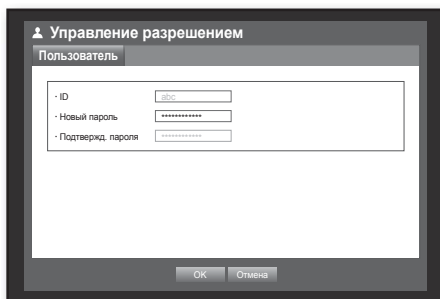 Управление разрешением
Пользователь
· ID abc
· Новый пароль ************
· Подтвержд. пароля ************
OK Отмена